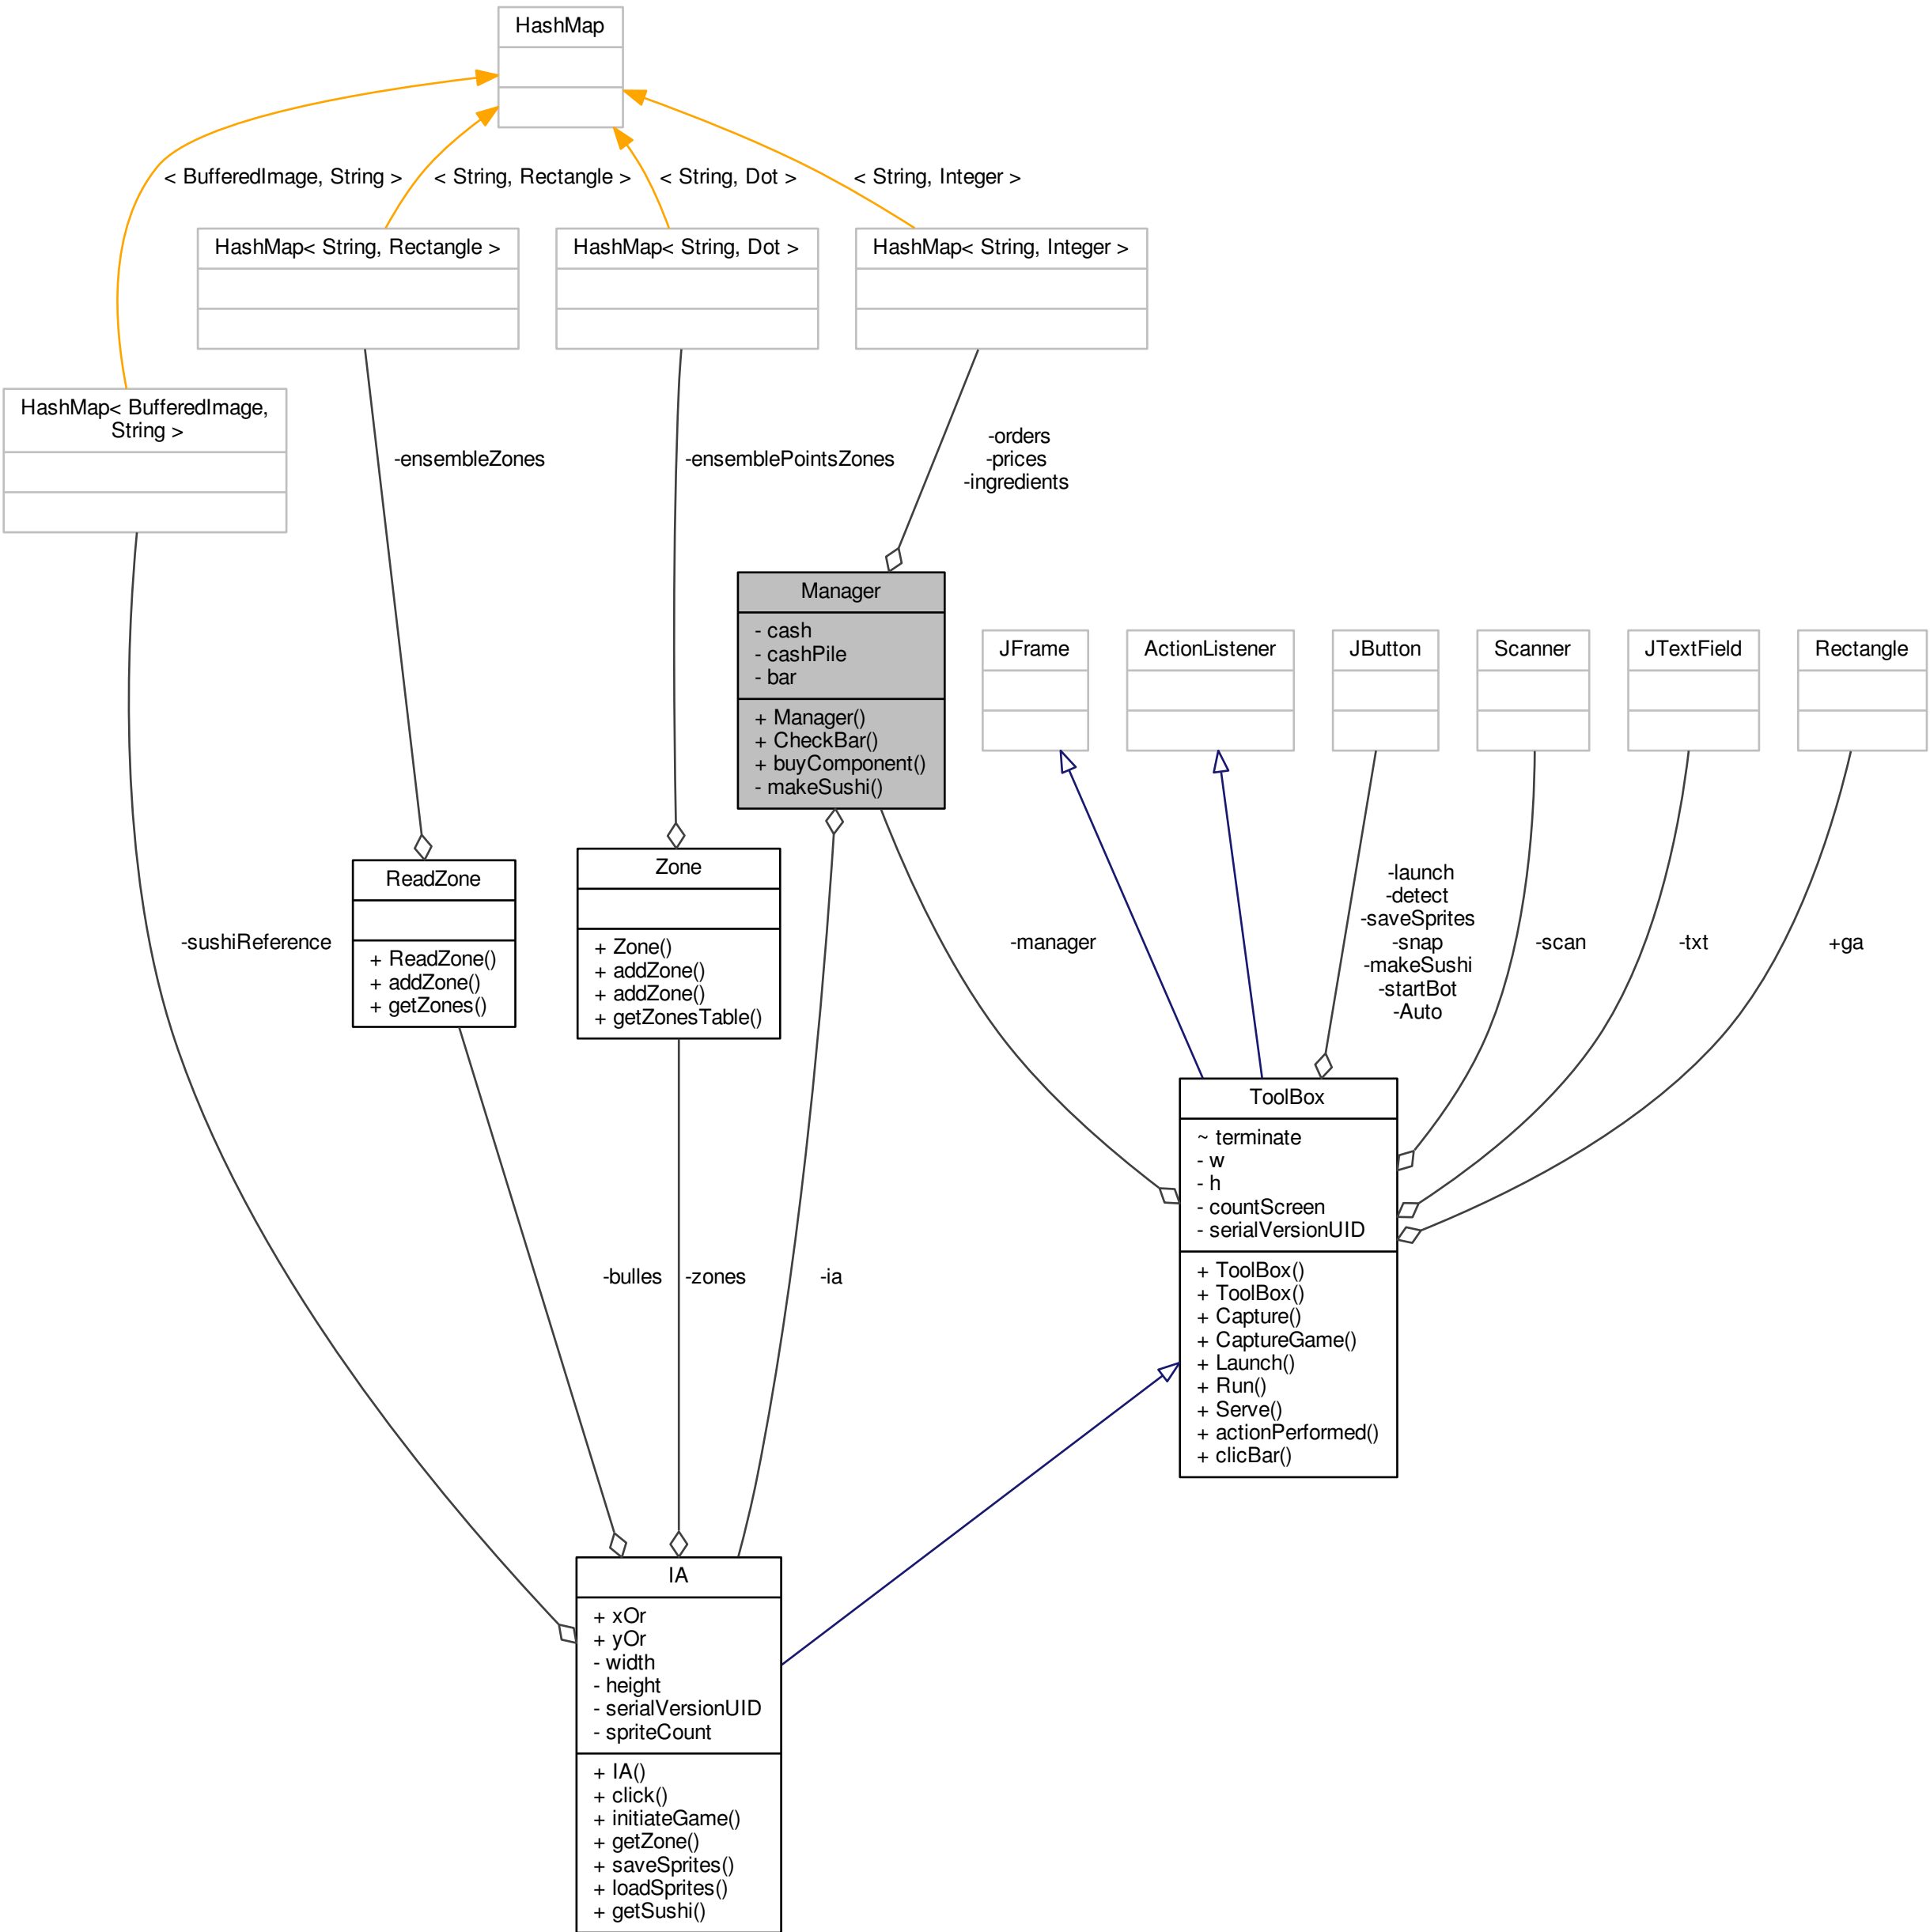 HashMap
< BufferedImage, String >
< String, Rectangle >
< String, Dot >
< String, Integer >
HashMap< String, Rectangle >
HashMap< String, Dot >
HashMap< String, Integer >
HashMap< BufferedImage,
String >
-ensembleZones
-ensemblePointsZones
-orders
-prices
-ingredients
Manager
- cash
- cashPile
- bar
+ Manager()
+ CheckBar()
+ buyComponent()
- makeSushi()
JFrame
ActionListener
JButton
Scanner
JTextField
Rectangle
ReadZone
+ ReadZone()
+ addZone()
+ getZones()
Zone
+ Zone()
+ addZone()
+ addZone()
+ getZonesTable()
-sushiReference
-manager
-launch
-detect
-saveSprites
-snap
-makeSushi
-startBot
-Auto
-scan
-txt
+ga
ToolBox
~ terminate
- w
- h
- countScreen
- serialVersionUID
+ ToolBox()
+ ToolBox()
+ Capture()
+ CaptureGame()
+ Launch()
+ Run()
+ Serve()
+ actionPerformed()
+ clicBar()
-bulles
-zones
-ia
IA
+ xOr
+ yOr
- width
- height
- serialVersionUID
- spriteCount
+ IA()
+ click()
+ initiateGame()
+ getZone()
+ saveSprites()
+ loadSprites()
+ getSushi()